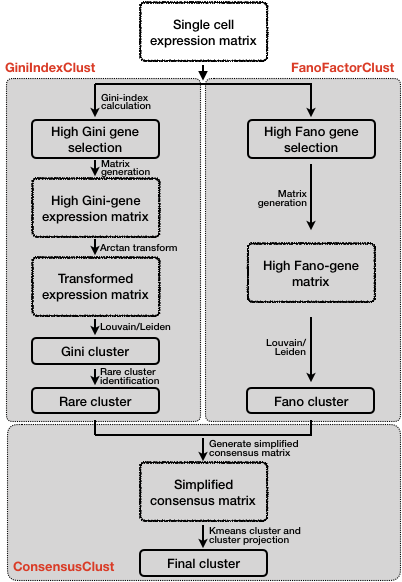 Single cell
expression matrix
GiniIndexClust
FanoFactorClust
Gini-index
calculation
High Gini gene
selection
High Fano gene
selection
Matrix
generation
High Gini-gene
expression matrix
Matrix
generation
Arctan transform
Transformed
expression matrix
High Fano-gene
matrix
Louvain/Leiden
Gini cluster
Louvain/
Leiden
Rare cluster
identification
Rare cluster
Fano cluster
Generate simplified
consensus matrix
Simplified
consensus matrix
Kmeans cluster and
cluster projection
Final cluster
ConsensusClust